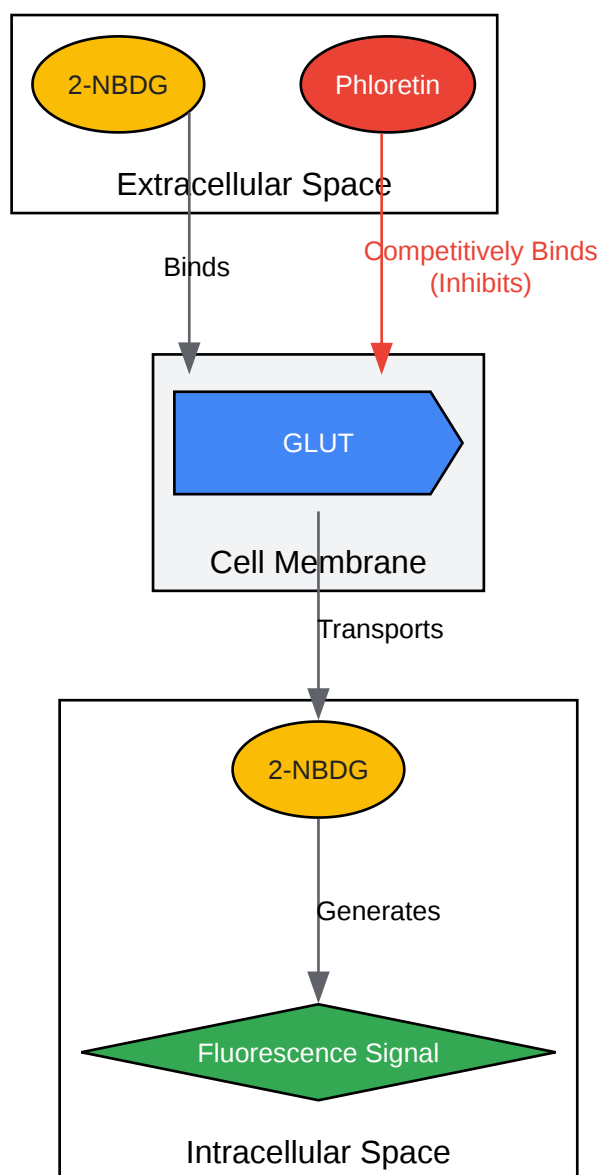 2-NBDG
Phloretin
Extracellular Space
Binds
Competitively Binds
(Inhibits)
GLUT
Cell Membrane
Transports
2-NBDG
Generates
Fluorescence Signal
Intracellular Space